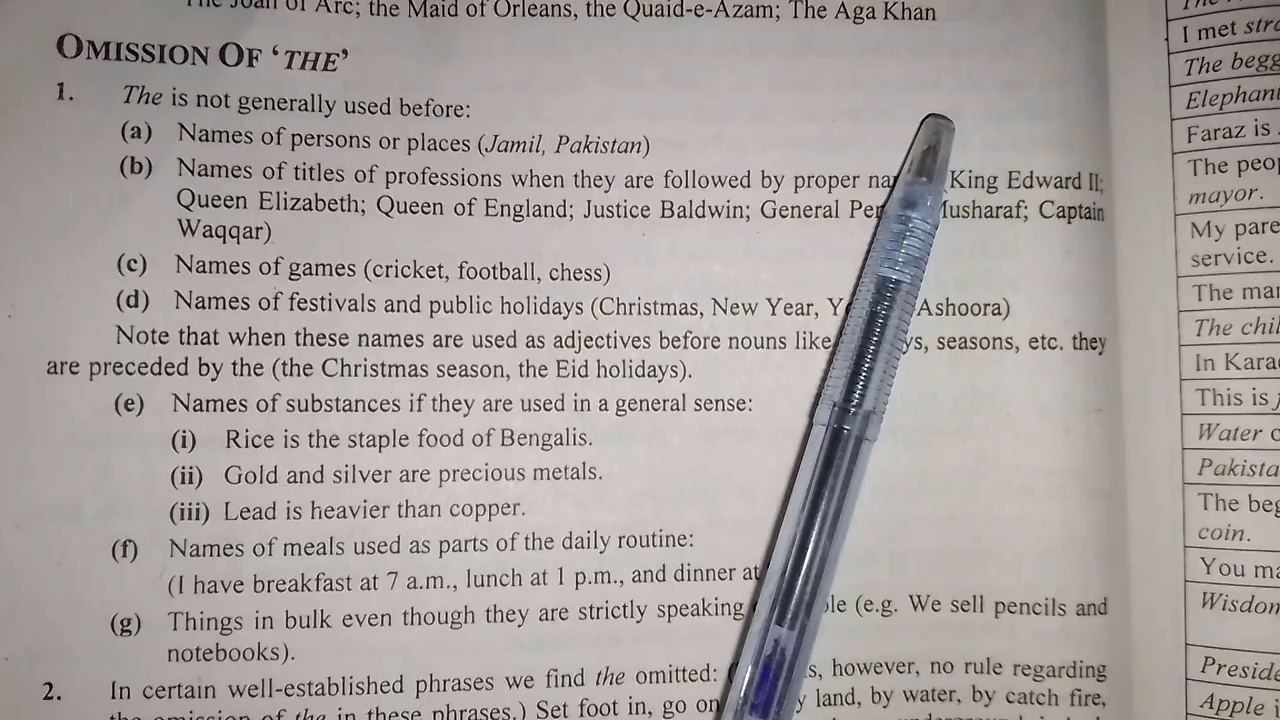 The Joan of Arc; the Maid of Orleans, the Quaid-e-Azam; The Aga Khan
OMISSION OF ‘THE’
1. The is not generally used before:
(a) Names of persons or places (Jamil, Pakistan)
(b) Names of titles of professions when they are followed by proper King Edward II;
Queen Elizabeth; Queen of England; Justice Baldwin; General Musharaf; Captain
Waqqar)
(c) Names of games (cricket, football, chess)
(d) Names of festivals and public holidays (Christmas, New Year, Ashoora)
Note that when these names are used as adjectives before nouns like seasons, etc. they
are preceded by the (the Christmas season, the Eid holidays).
(e) Names of substances if they are used in a general sense:
(i) Rice is the staple food of Bengalis.
(ii) Gold and silver are precious metals.
(iii) Lead is heavier than copper.
(f) Names of meals used as parts of the daily routine:
(I have breakfast at 7 a.m., lunch at 1 p.m., and dinner at
(g) Things in bulk even though they are strictly speaking (e.g. We sell pencils and
notebooks).
2. In certain well-established phrases we find the omitted: however, no rule regarding
the omission of the in these phrases.) Set foot in, go on land, by water, by catch fire,
I met
The
Faraz is
The
mayor.
My
service.
The
The
In
This is
Water
The
coin.
You
Apple